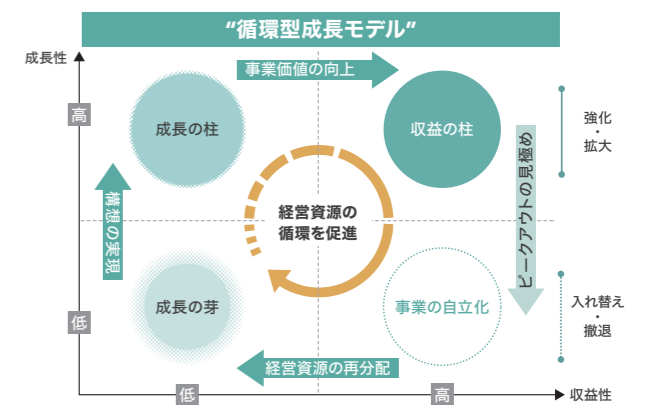 “循環型成長モデル”
成長性
事業価値の向上
高
成長の柱
収益の柱
強化
・
拡大
ピークアウトの見極め
構想の実現
経営資源の
循環を促進
成長の芽
事業の自立化
入れ替え
・
撤退
低
経営資源の再分配
低
高
収益性